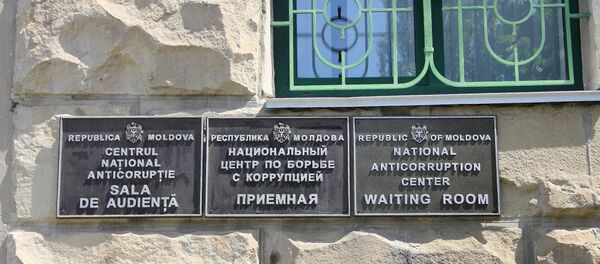 REPUBLICA MOLDOVA
CENTRUL
NAȚIONAL
ANTICORUPȚIE
SALA
DE AUDIENȚĂ
РЕСПУБЛИКА МОЛДОВА
НАЦИОНАЛЬНЫЙ
ЦЕНТР ПО БОРЬБЕ
С КОРРУПЦИЕЙ
ПРИЕМНАЯ
REPUBLIC OF MOLDOVA
NATIONAL
ANTICORRUPTION
CENTER
WAITING ROOM